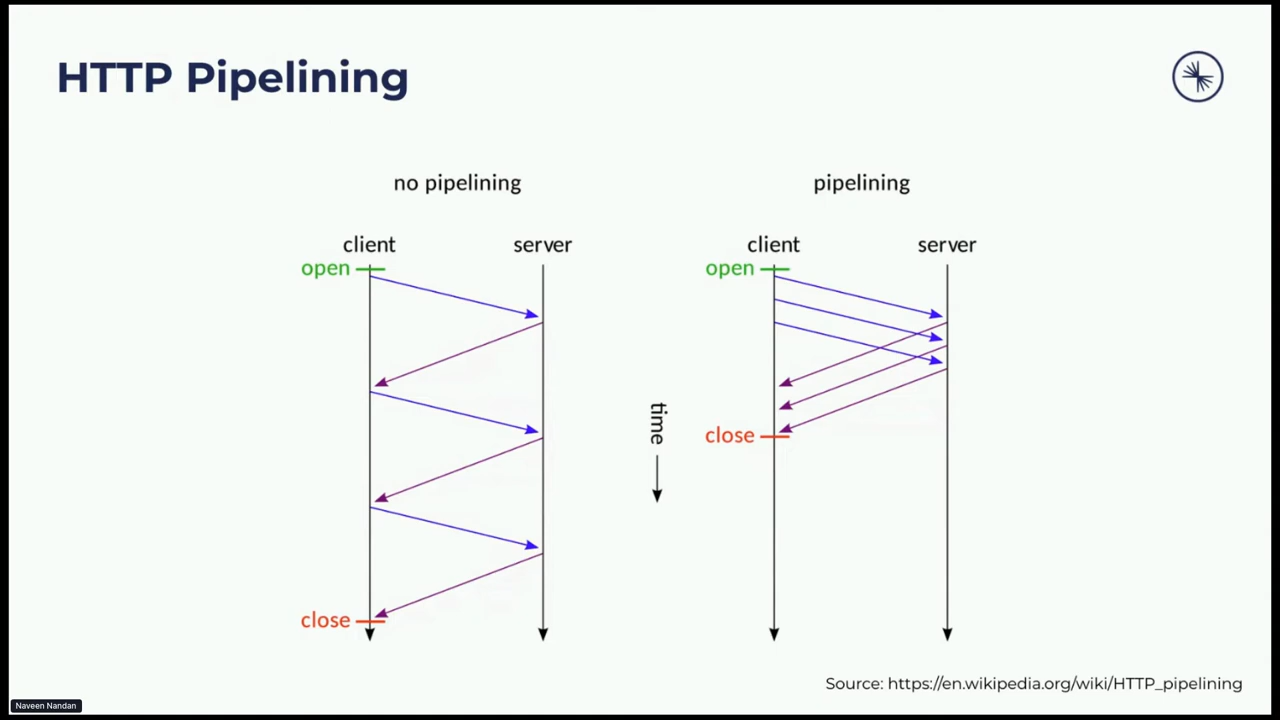 HTTP Pipelining
no pipelining
pipelining
client
server
client
server
open
open
time
close
close
Source: https://en.wikipedia.org/wiki/HTTP_pipelining
Naveen Nandan